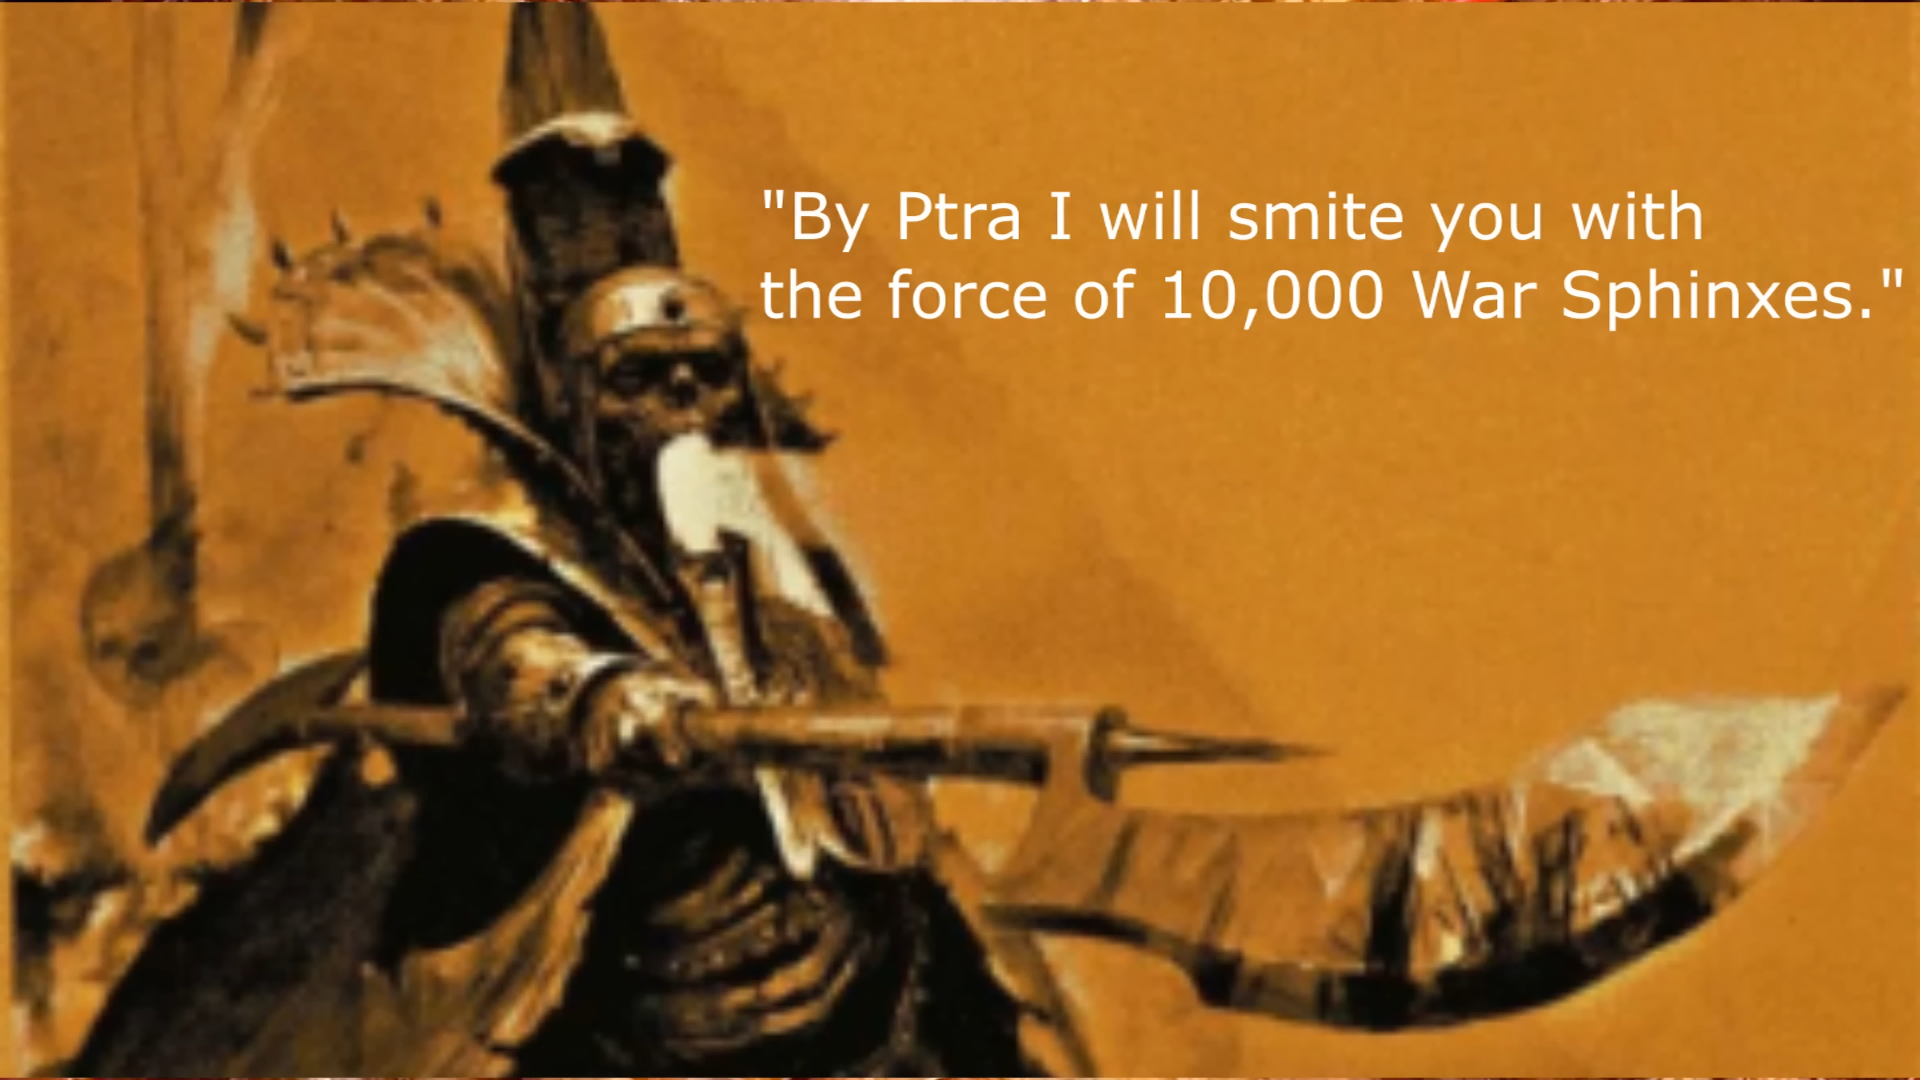 "By Ptra I will smite you with
the force of 10,000 War Sphinxes."